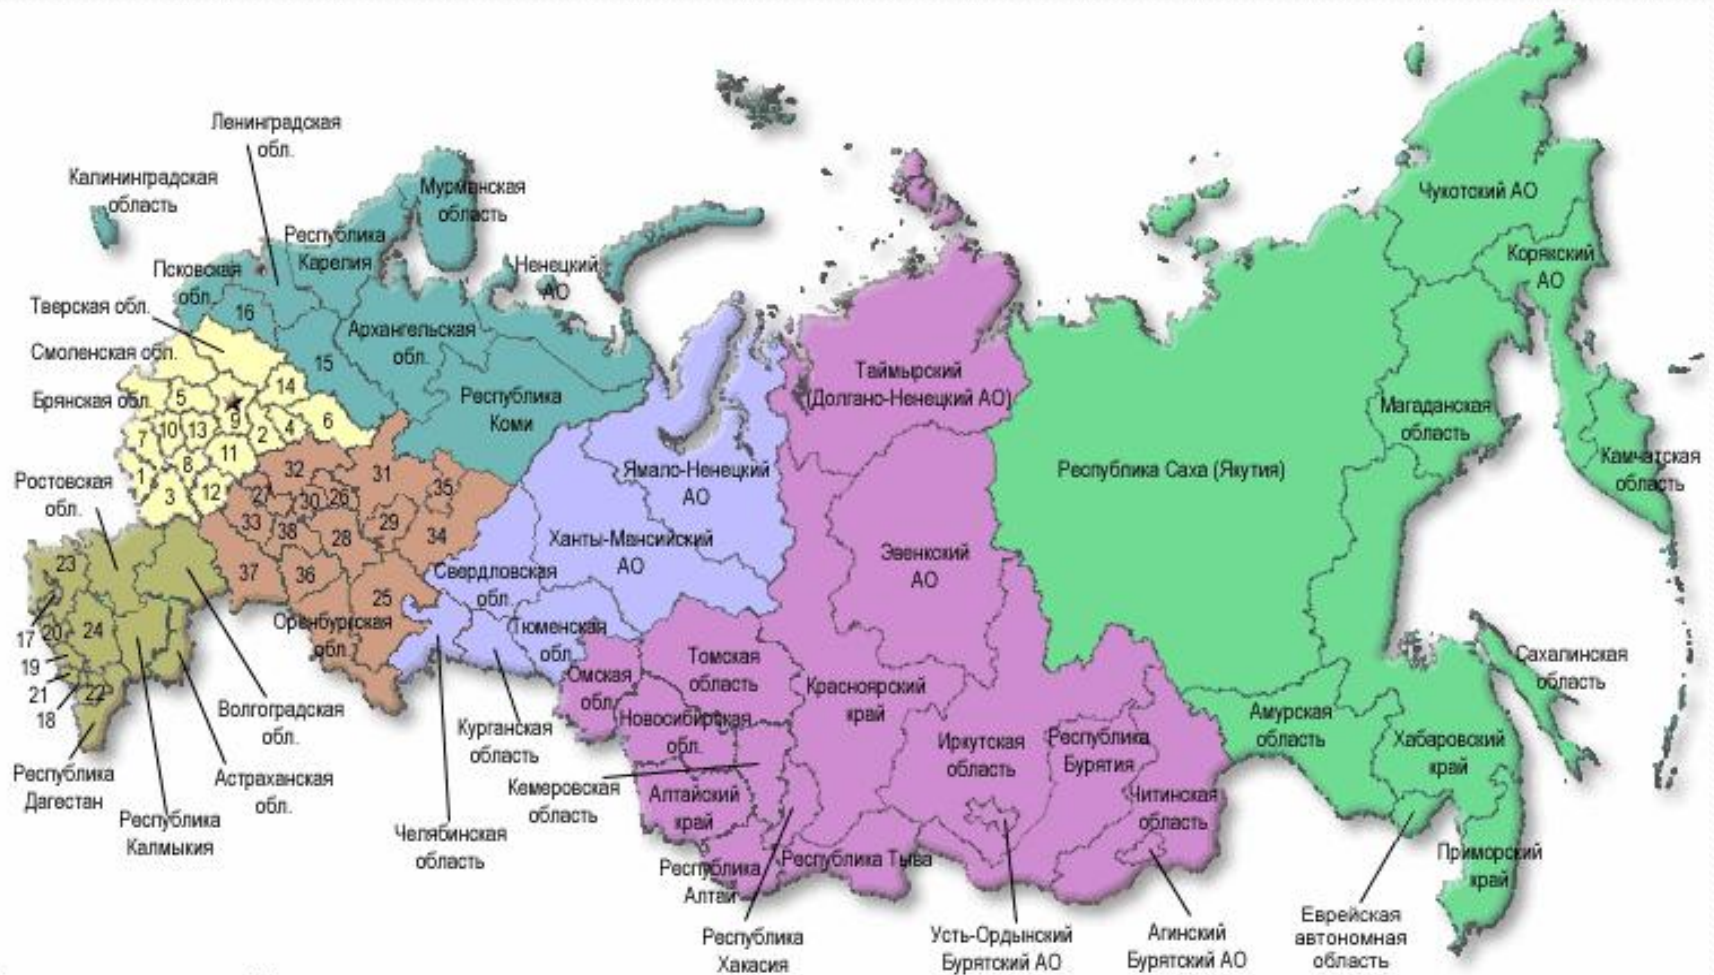 Ленинградская
обл.
Калининградская
область
Мурманская
область
Чукотский АО
Республика
Карелия
Корякский
АО
Псковская
обл.
Ненецкий
АО
Тверская обл.
16
Архангельская
обл.
Смоленская обл.
15
Таймырский
(Долгано-Ненецкий АО)
14
Брянская обл.
5
Республика
Коми
Магаданская
область
7
10
13
9
2
4
6
8
11
Ямало-Ненецкий
АО
Республика Саха (Якутия)
Камчатская
область
Ростовская
обл.
1
3
12
32
31
27
30
26
35
33
38
28
29
34
Ханты-Мансийский
АО
Эвенкский
АО
23
37
36
25
Свердловская
обл.
Оренбургская
обл.
Тюменская
обл.
17
20
24
19
21
18
22
Омская
обл.
Томская
область
Красноярский
край
Сахалинская
область
Волгоградская
обл.
Курганская
область
Новосибирская
обл.
Иркутская
область
Республика
Бурятия
Амурская
область
Хабаровский
край
Республика
Дагестан
Астраханская
обл.
Кемеровская
область
Алтайский
край
Читинская
область
Республика
Калмыкия
Челябинская
область
Республика
Алтай
Республика Тыва
Приморский
край
Республика
Хакасия
Усть-Ордынский
Бурятский АО
Агинский
Бурятский АО
Еврейская
автономная
область